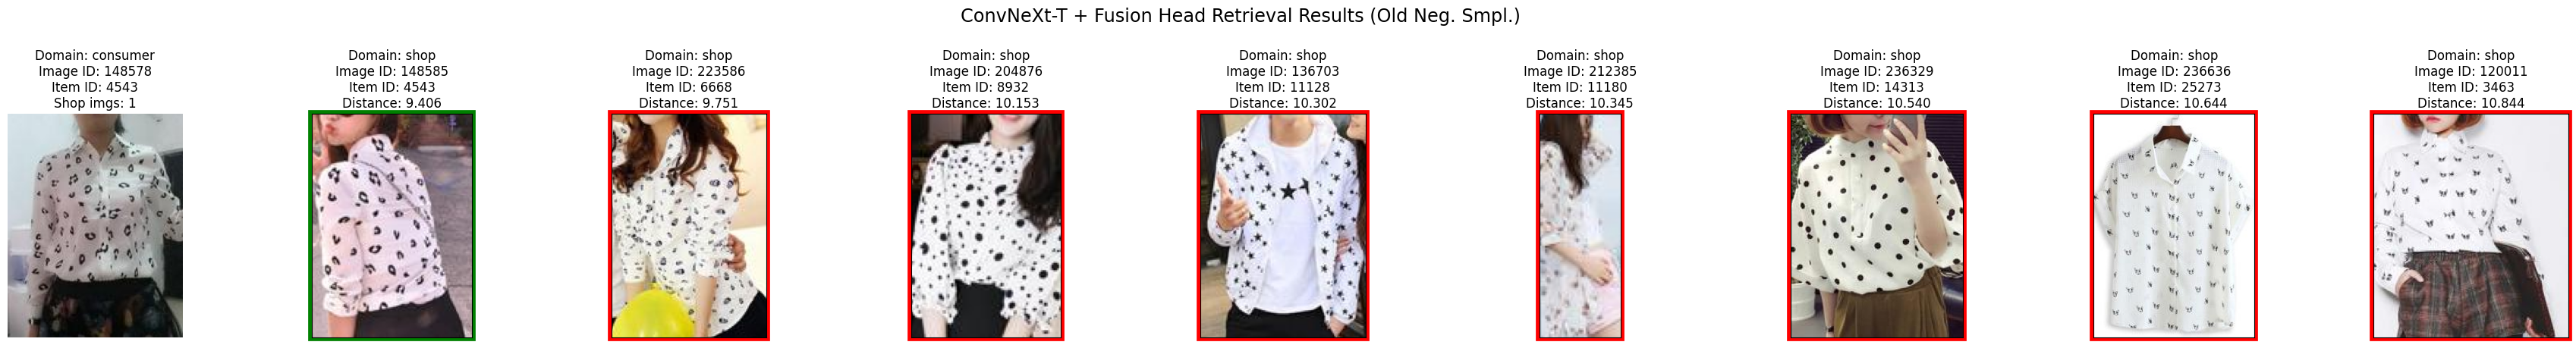 ConvNeXt-T + Fusion Head Retrieval Results (Old Neg. Smpl.)
Domain: consumer
Image ID: 148578
Item ID: 4543
Shop imgs: 1
Domain: shop
Image ID: 148585
Item ID: 4543
Distance: 9.406
Domain: shop
Image ID: 223586
Item ID: 6668
Distance: 9.751
Domain: shop
Image ID: 204876
Item ID: 8932
Distance: 10.153
Domain: shop
Image ID: 136703
Item ID: 11128
Distance: 10.302
Domain: shop
Image ID: 212385
Item ID: 11180
Distance: 10.345
Domain: shop
Image ID: 236329
Item ID: 14313
Distance: 10.540
Domain: shop
Image ID: 236636
Item ID: 25273
Distance: 10.644
Domain: shop
Image ID: 120011
Item ID: 3463
Distance: 10.844